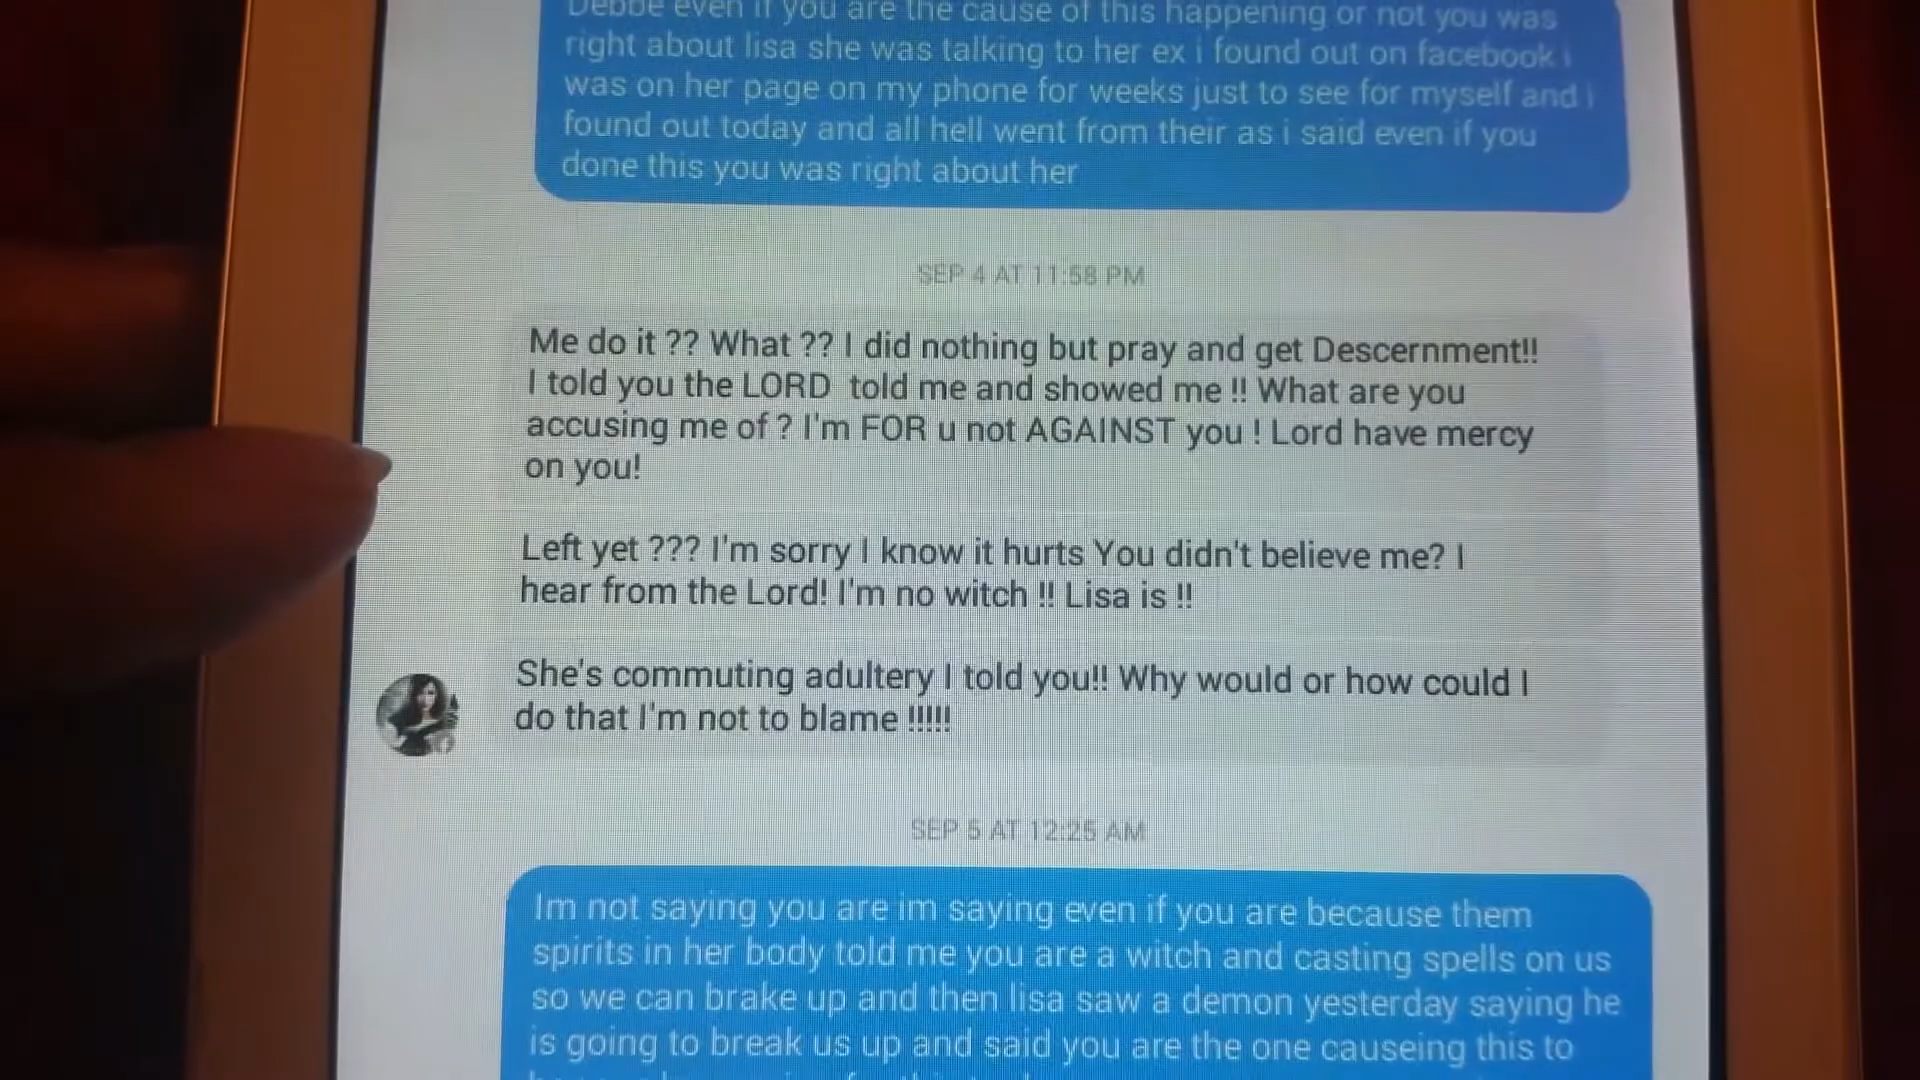 Debbe even if you are the cause of this happening or not you was
right about lisa she was talking to her ex i found out on facebook i
was on her page on my phone for weeks just to see for myself and i
found out today and all hell went from their as i said even if you
done this you was right about her
SEP 4 AT 11:58 PM
Me do it ?? What ?? I did nothing but pray and get Descernment!!
I told you the LORD told me and showed me !! What are you
accusing me of ? I'm FOR u not AGAINST you ! Lord have mercy
on you!
Left yet ??? I'm sorry I know it hurts You didn't believe me? I
hear from the Lord! I'm no witch !! Lisa is !!
She's commuting adultery I told you!! Why would or how could I
do that I'm not to blame !!!!!
SEP 5 AT 12:25 AM
Im not saying you are im saying even if you are because them
spirits in her body told me you are a witch and casting spells on us
so we can brake up and then lisa saw a demon yesterday saying he
is going to break us up and said you are the one causeing this to